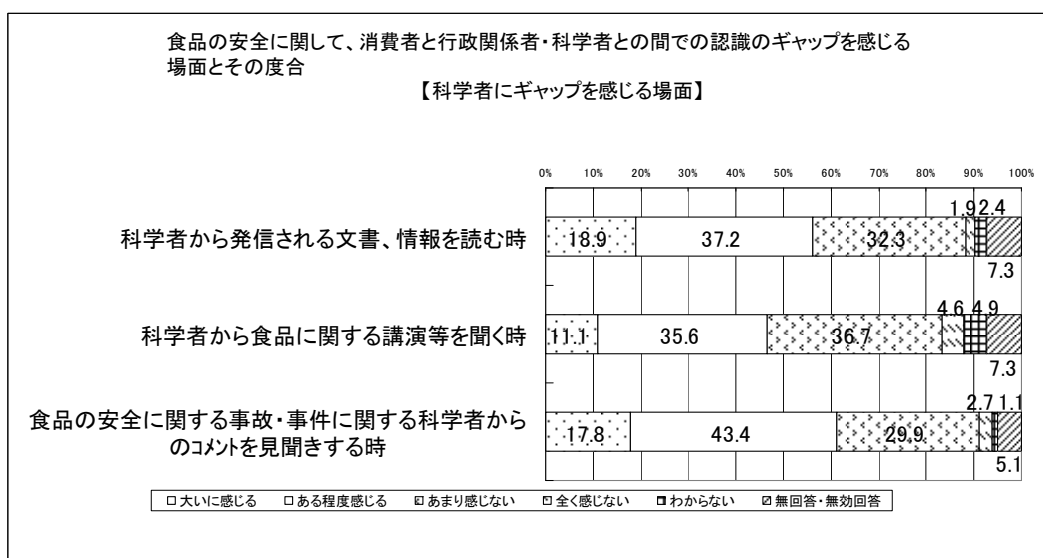 食品の安全に関して、消費者と行政関係者・科学者との間での認識のギャップを感じる
場面とその度合
【科学者にギャップを感じる場面】
0% 10% 20% 30% 40% 50% 60% 70% 80% 90% 100%
科学者から発信される文書、情報を読む時
18.9 37.2 32.3 1.9 2.4 7.3
科学者から食品に関する講演等を聞く時
11.1 35.6 36.7 4.6 4.9 7.3
食品の安全に関する事故・事件に関する科学者から
のコメントを見聞きする時
17.8 43.4 29.9 2.7 1.1 5.1
大いに感じる ある程度感じる あまり感じない 全く感じない わからない 無回答・無効回答